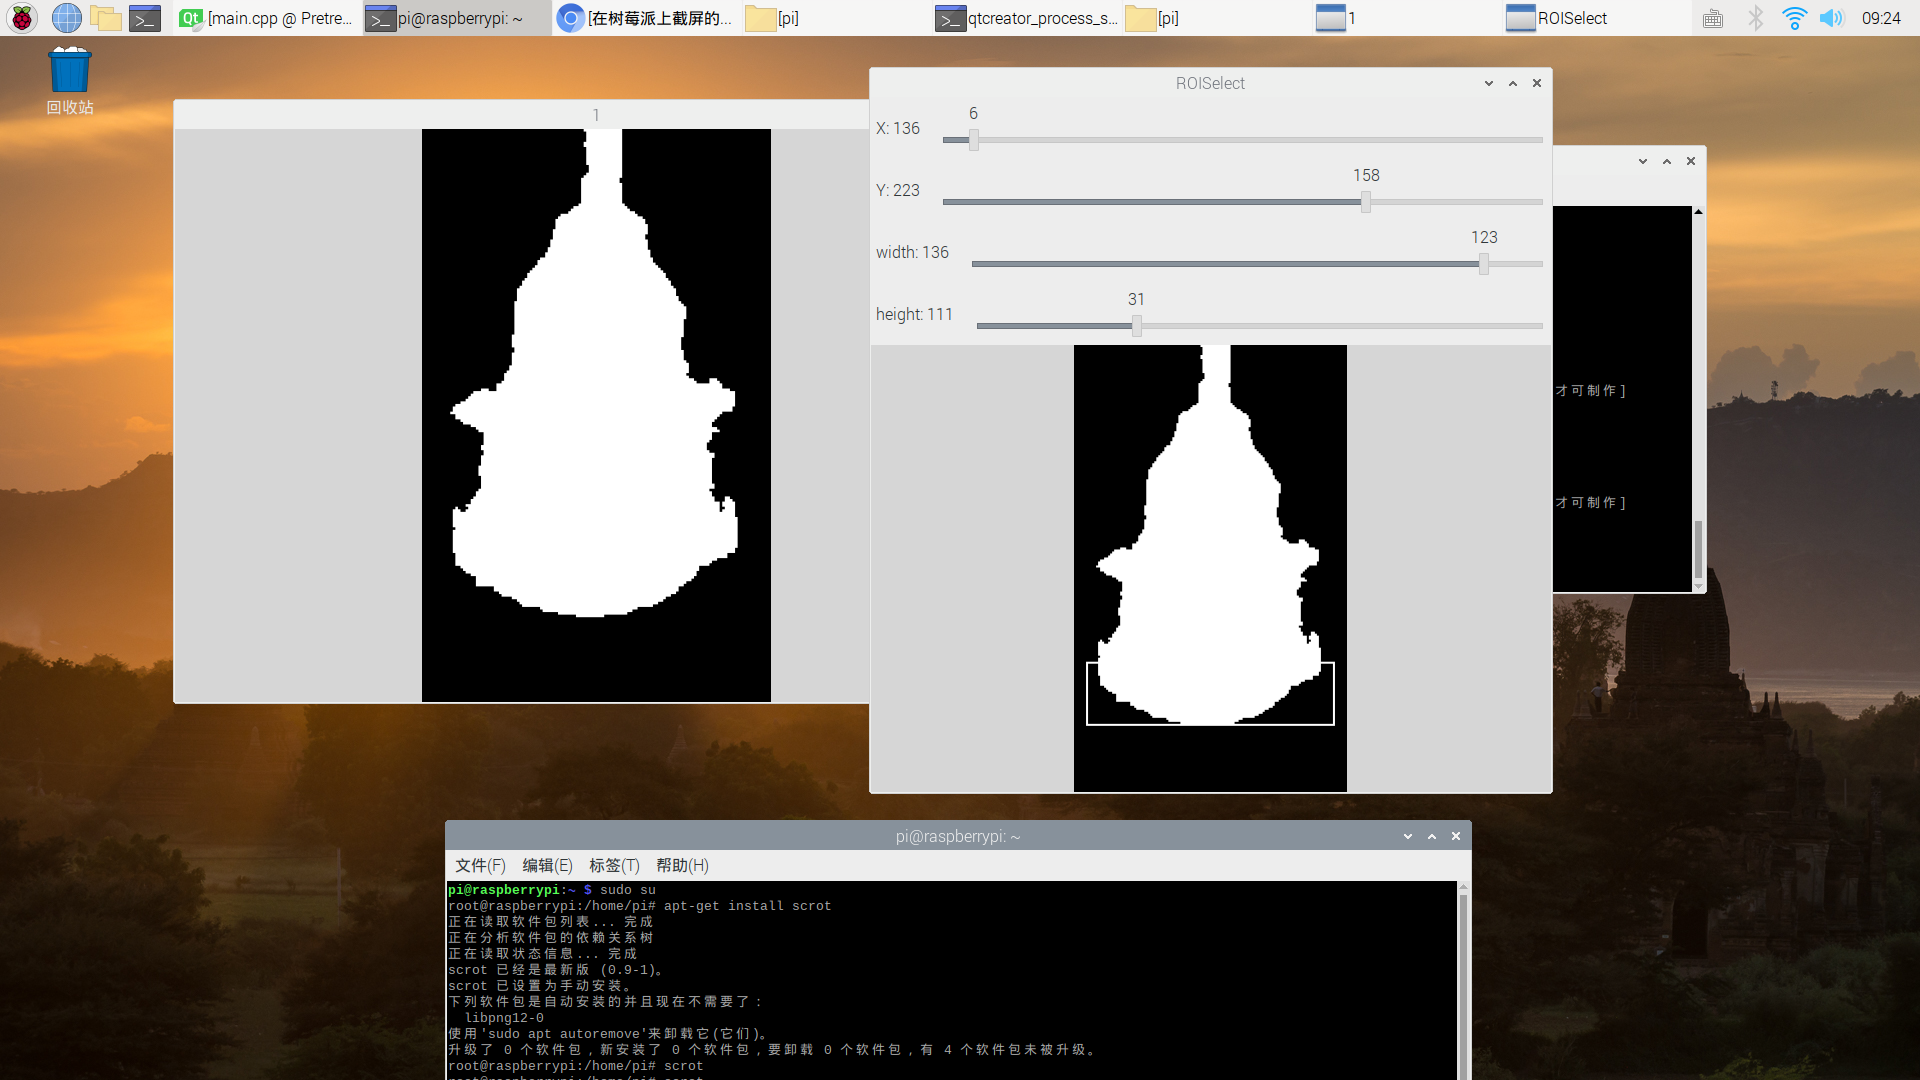 [main.cpp @ Pretre...
pi@raspberrypi: ~
[在树莓派上截屏的...
[pi]
qtcreator_process_s...
[pi]
1
ROISelect
09:24
回收站
1
ROISelect
6
X: 136
158
Y: 223
123
width: 136
31
height: 111
才可制作]
才可制作]
pi@raspberrypi: ~
文件(F) 编辑(E) 标签(T) 帮助(H)
pi@raspberrypi:~ $ sudo su
root@raspberrypi:/home/pi# apt-get install scrot
正在读取软件包列表... 完成
正在分析软件包的依赖关系树
正在读取状态信息... 完成
scrot 已经是最新版 (0.9-1)。
scrot 已设置为手动安装。
下列软件包是自动安装的并且现在不需要了：
libpng12-0
使用'sudo apt autoremove'来卸载它(它们)。
升级了 0 个软件包，新安装了 0 个软件包，要卸载 0 个软件包，有 4 个软件包未被升级。
root@raspberrypi:/home/pi# scrot